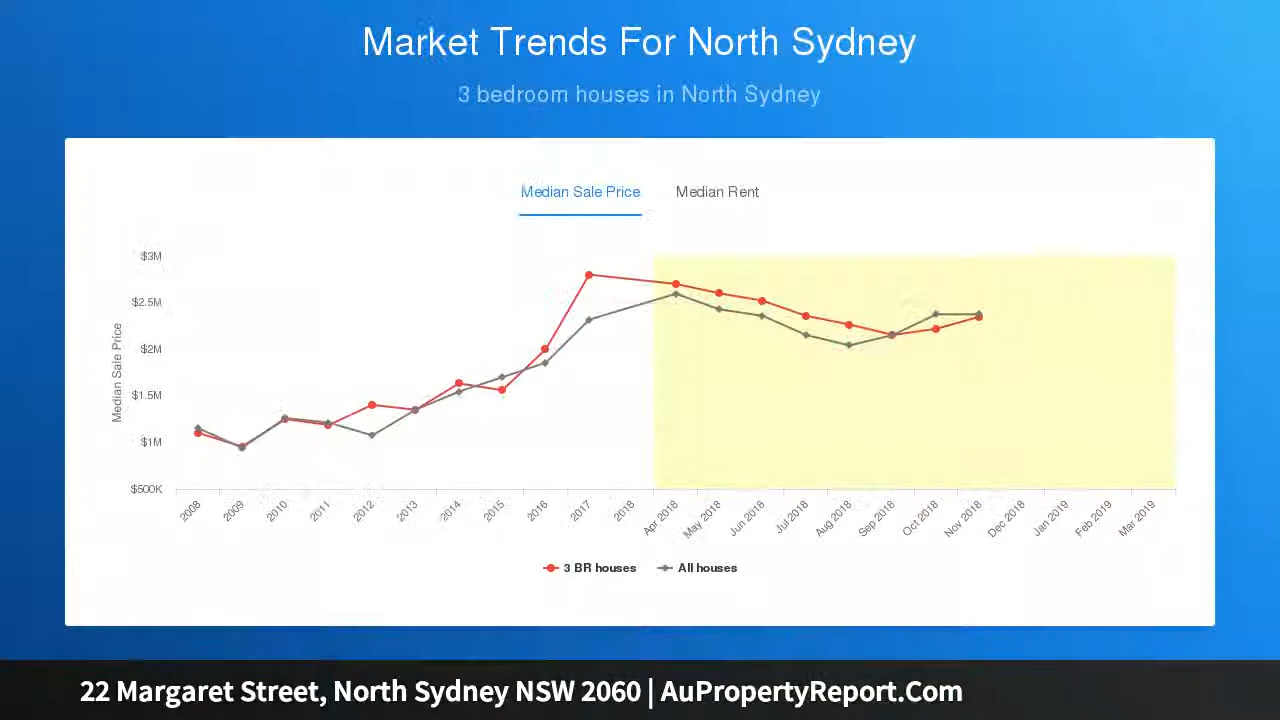 Market Trends For North Sydney
3 bedroom houses in North Sydney
Median Sale Price Median Rent
Median Sale Price
$3M
$2.5M
$2M
$1.5M
$1M
$500K
2008 2009 2010 2011 2012 2013 2014 2015 2016 2017 2018 Apr 2018 May 2018 Jun 2018 Jul 2018 Aug 2018 Sep 2018 Oct 2018 Nov 2018 Dec 2018 Jan 2019 Feb 2019 Mar 2019
3 BR houses All houses
22 Margaret Street, North Sydney NSW 2060 | AuPropertyReport.Com